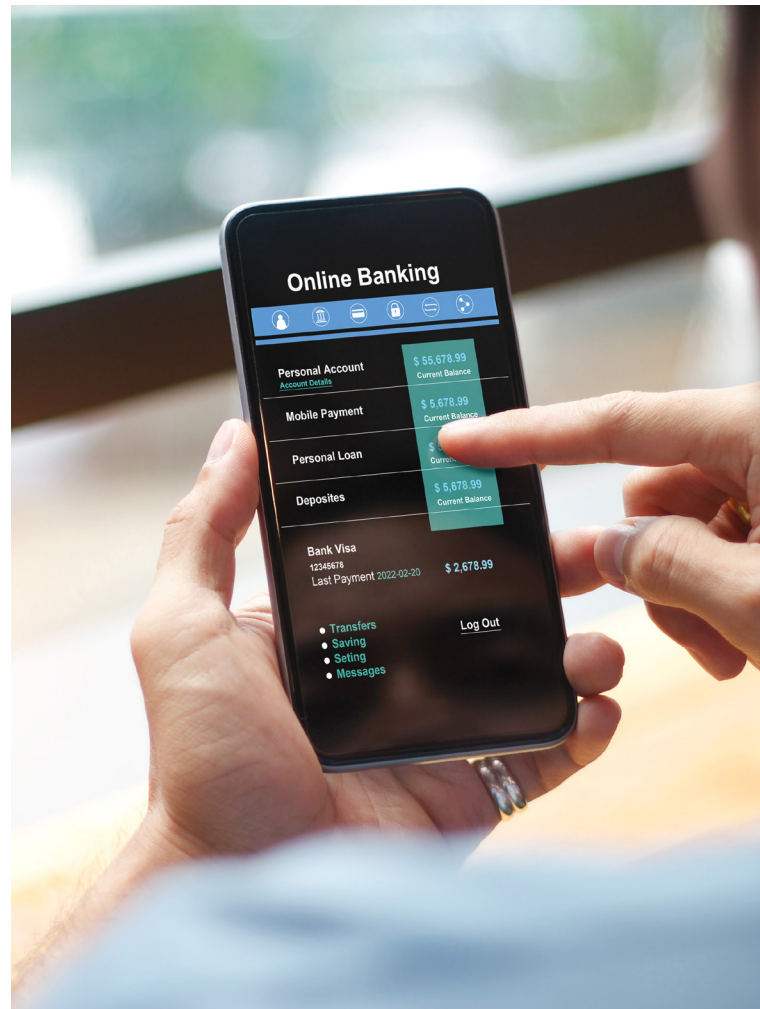 Online Banking
Personal Account
Account Details
$ 55,678.99
Current Balance
Mobile Payment
$ 5,678.99
Current Balance
Personal Loan
$
Deposites
$ 5,678.99
Current Balance
Bank Visa
12345678
Last Payment 2022-02-20
$ 2,678.99
Transfers
Saving
Seting
Messages
Log Out